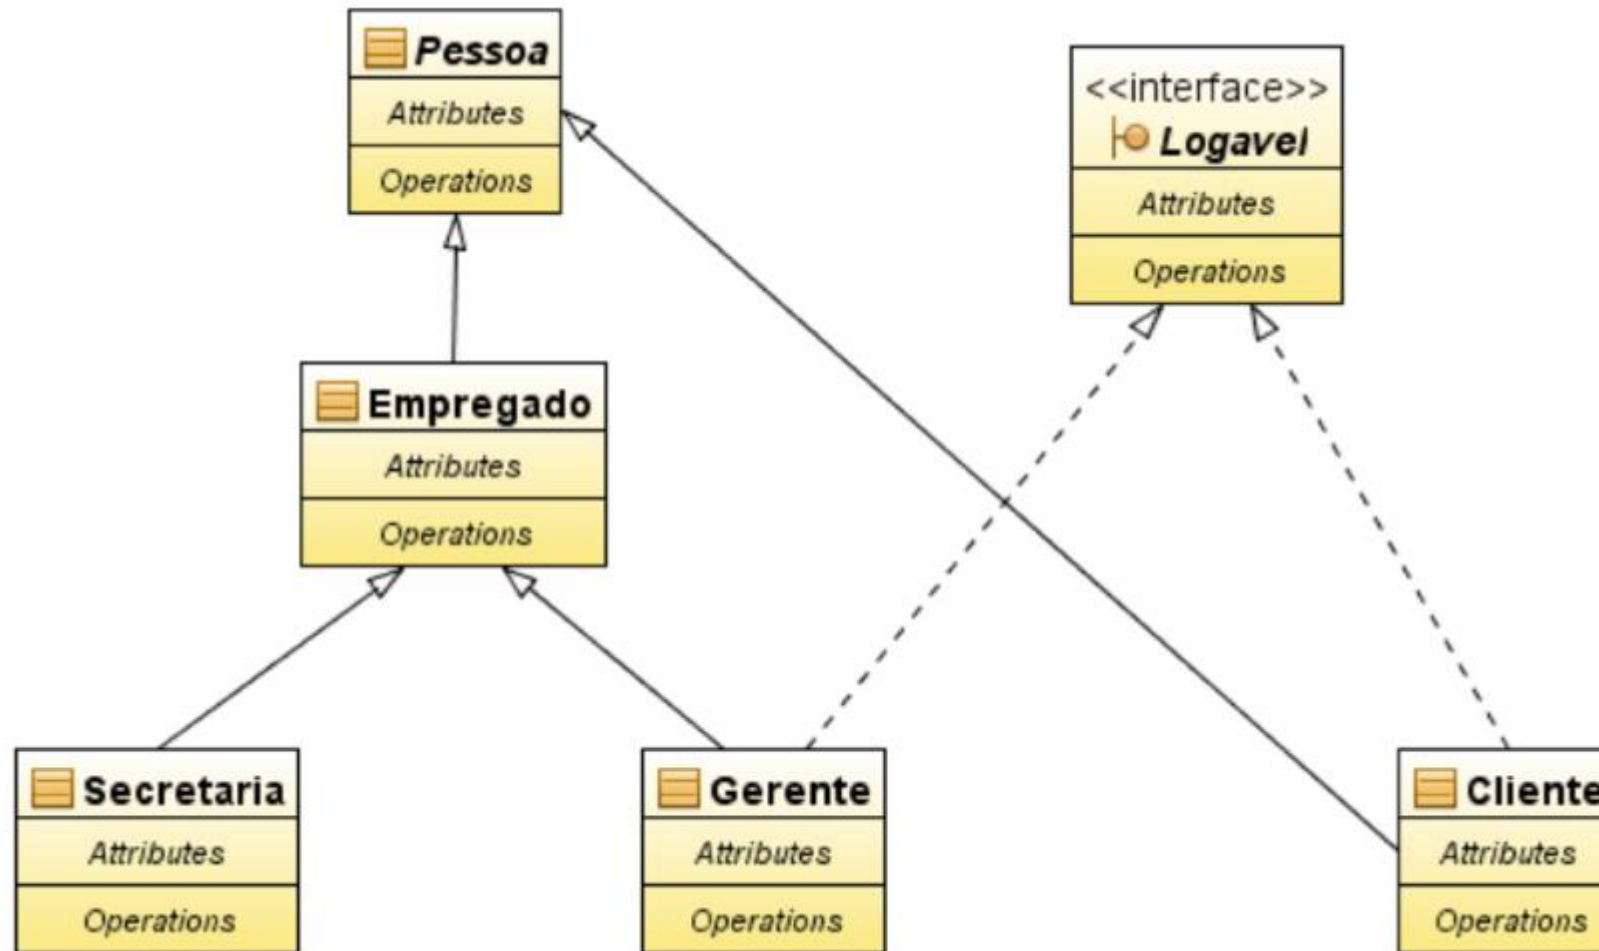 Pessoa
Attributes
Operations
<<interface>>
Logavel
Attributes
Operations
Empregado
Attributes
Operations
Secretaria
Attributes
Operations
Gerente
Attributes
Operations
Cliente
Attributes
Operations